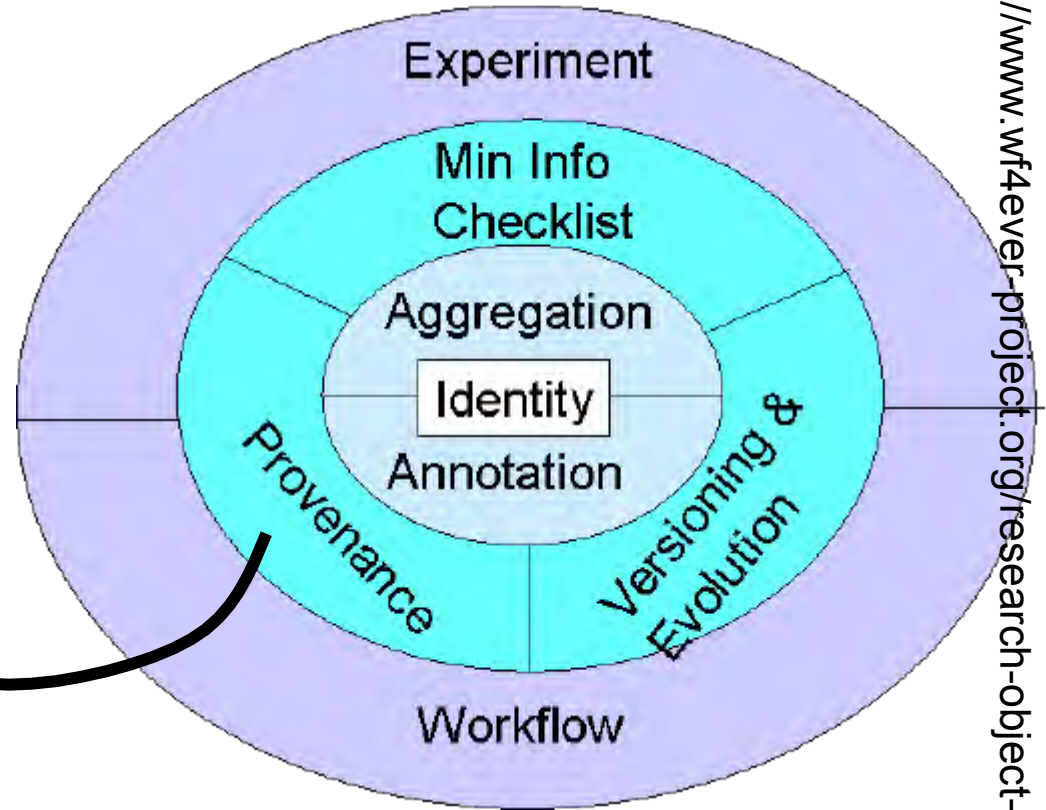 Experiment
Min Info
Checklist
Aggregation
Identity
Annotation
Provenance
Versioning &
Evolution
Workflow
//www.wf4ever-project.org/research-object-